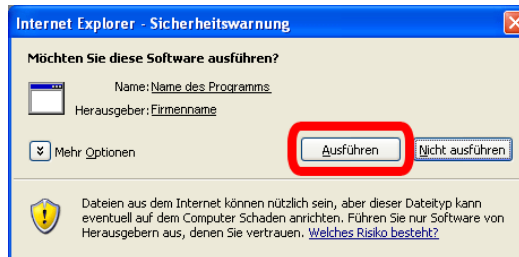 Internet Explorer - Sicherheitswarnung
Möchten Sie diese Software ausführen?
Name: Name des Programms
Herausgeber: Firmenname
Mehr Optionen
Ausführen
Nicht ausführen
Dateien aus dem Internet können nützlich sein, aber dieser Dateityp kann
eventuell auf dem Computer Schaden anrichten. Führen Sie nur Software von
Herausgebern aus, denen Sie vertrauen. Welches Risiko besteht?